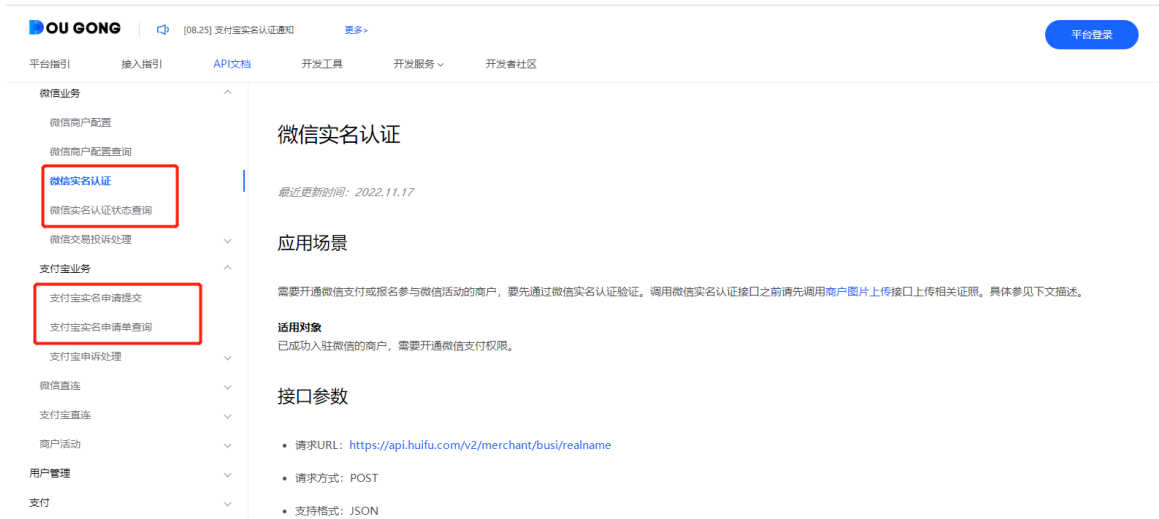 DOU GONG
[08.25] 支付宝实名认证通知
更多>
平台登录
平台指引
接入指引
API文档
开发工具
开发服务
开发者社区
微信业务
微信商户配置
微信商户配置查询
微信实名认证
微信实名认证状态查询
微信交易投诉处理
支付宝业务
支付宝实名申请提交
支付宝实名申请单查询
支付宝申诉处理
微信直连
支付宝直连
商户活动
用户管理
支付
微信实名认证
最近更新时间：2022.11.17
应用场景
需要开通微信支付或报名参与微信活动的商户，要先通过微信实名认证验证。调用微信实名认证接口之前请先调用商户图片上传接口上传相关证照。具体参见下文描述。
适用对象
已成功入驻微信的商户，需要开通微信支付权限。
接口参数
• 请求URL：https://api.huifu.com/v2/merchant/busi/realname
• 请求方式：POST
• 支持格式：JSON